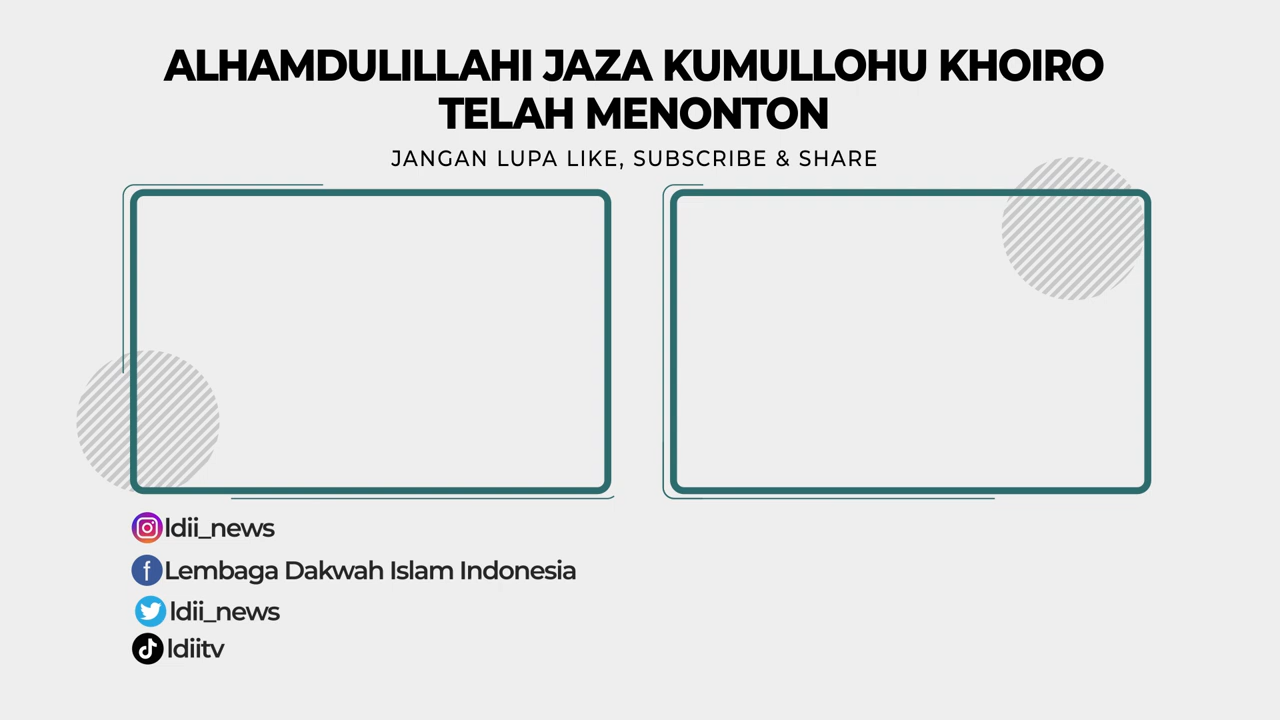 ALHAMDULILLAHI JAZA KUMULLOHU KHOIRO
TELAH MENONTON
JANGAN LUPA LIKE, SUBSCRIBE & SHARE
ldii_news
Lembaga Dakwah Islam Indonesia
ldii_news
ldiitv